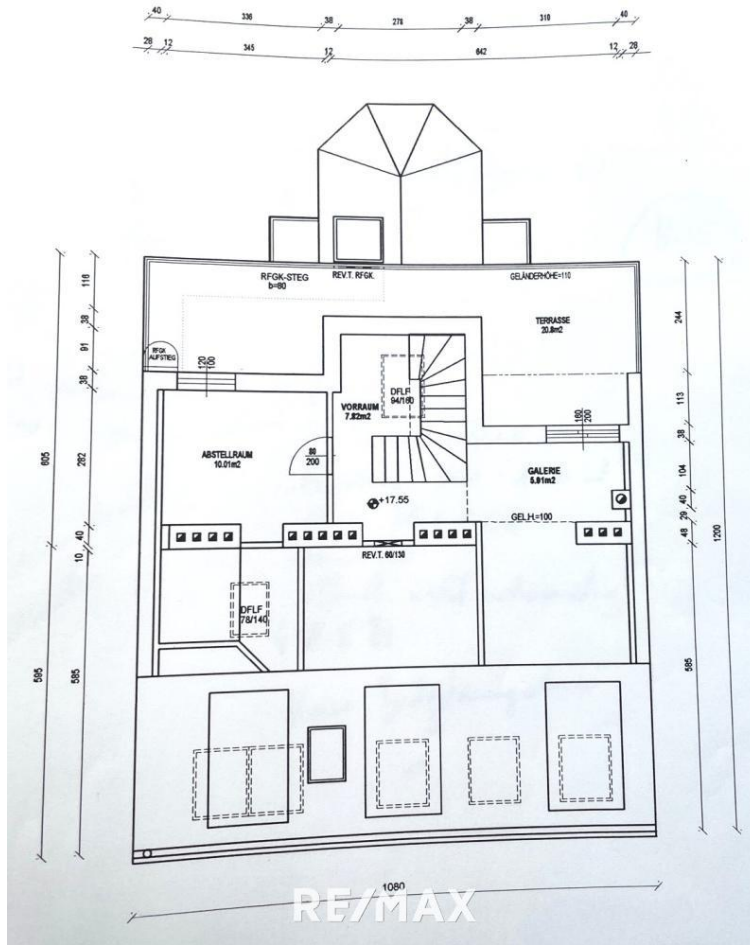 40 336 38 278 38 310 40
28 12 345 12 642 12 28
RFGK-STEG
b=80
REV.T. RFGK.
GELÄNDERHÖHE=110
TERRASSE
20.8m2
RFGK
AUFSTIEG
120
100
DFLF
94/160
VORRAUM
7.82m2
ABSTELLRAUM
10.01m2
80
200
160
200
GALERIE
5.91m2
+17.55
GEL.H.=100
REV.T. 60/130
DFLF
78/140
116
38
91
38
282
40
10
585
605
595
244
113
38
104
40
29
48
585
1200
1080
RE/MAX